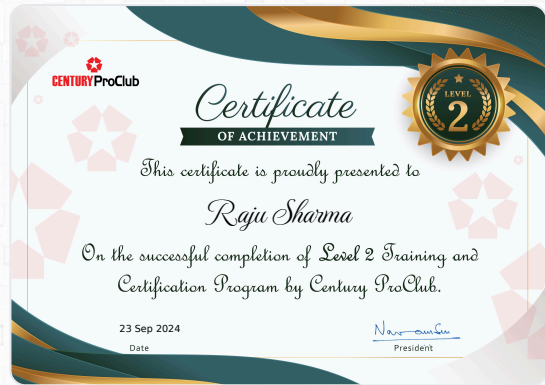 CENTURY ProClub
LEVEL
2
Certificate
OF ACHIEVEMENT
This certificate is proudly presented to
Raju Sharma
On the successful completion of Level 2 Training and
Certification Program by Century ProClub.
23 Sep 2024
Date
President